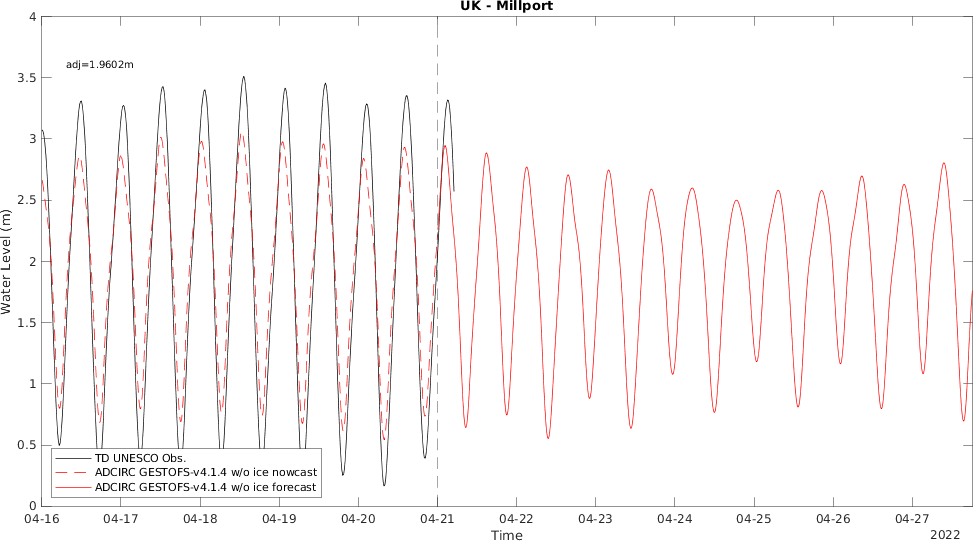 UK - Millport
4
adj=1.9602m
3.5
3
2.5
2
1.5
1
0.5
0
Water Level (m)
TD UNESCO Obs.
ADCIRC GESTOFS-v4.1.4 w/o ice nowcast
ADCIRC GESTOFS-v4.1.4 w/o ice forecast
04-16 04-17 04-18 04-19 04-20 04-21 04-22 04-23 04-24 04-25 04-26 04-27
Time
2022